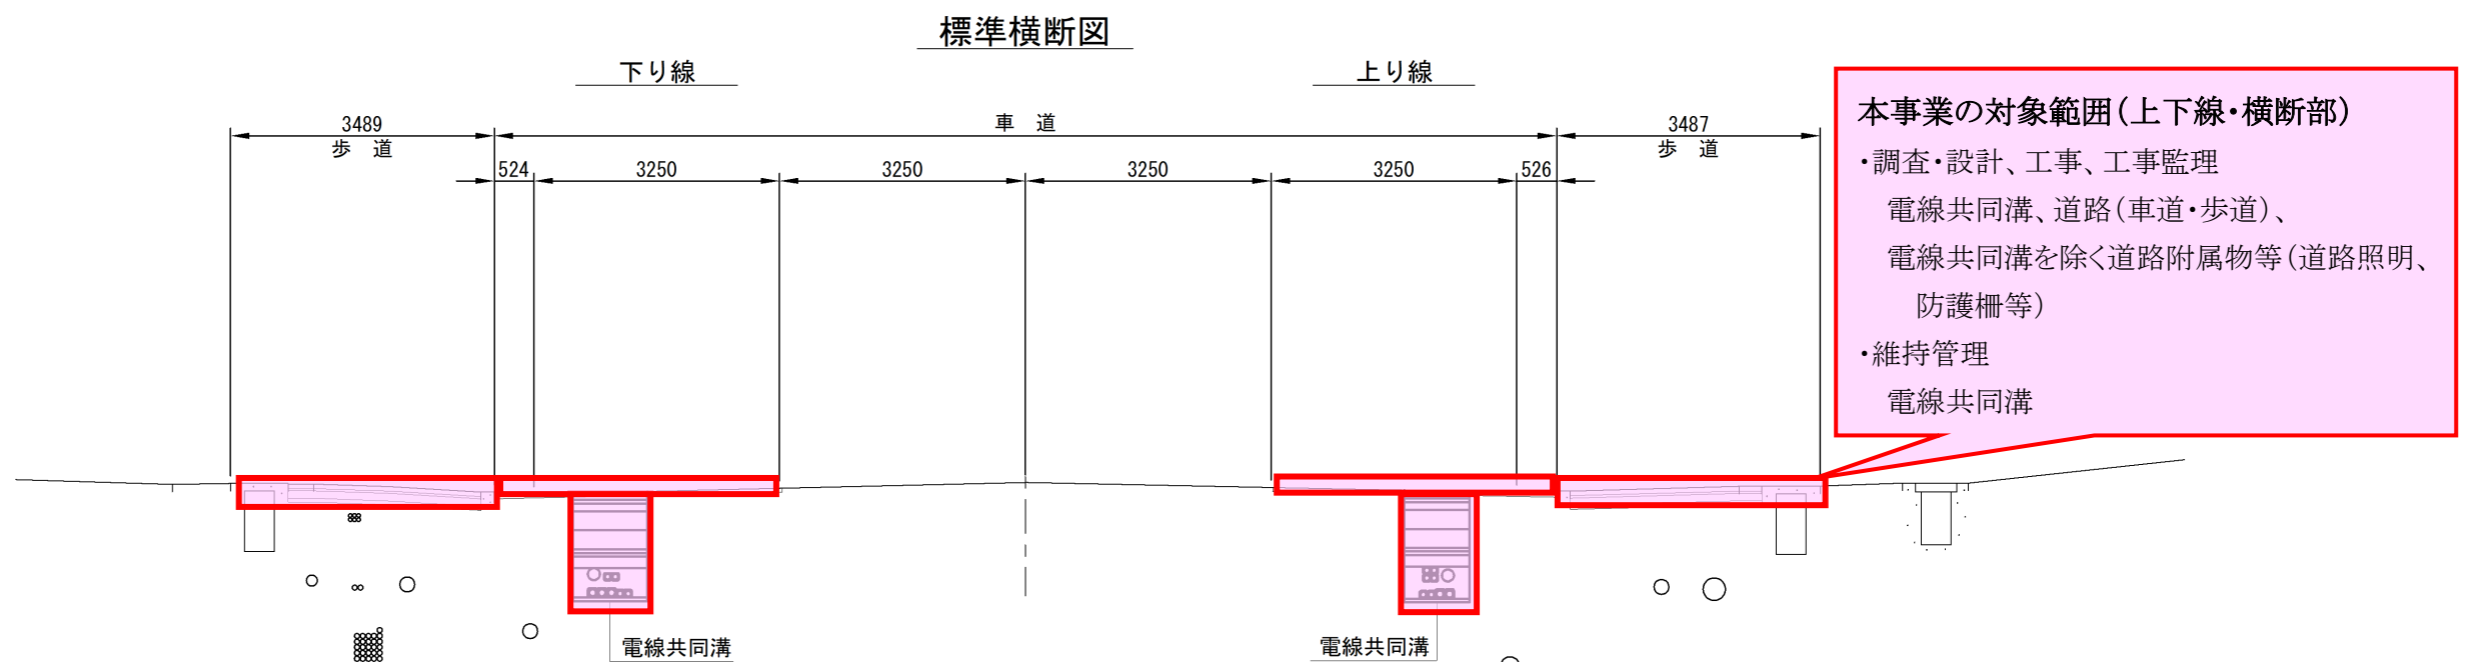 標準横断図
下り線
上り線
3489
歩 道
車 道
3487
歩 道
524
3250
3250
3250
3250
526
本事業の対象範囲(上下線・横断部)
・調査・設計、工事、工事監理
電線共同溝、道路(車道・歩道)、
電線共同溝を除く道路附属物等(道路照明、
防護柵等)
・維持管理
電線共同溝
電線共同溝
電線共同溝